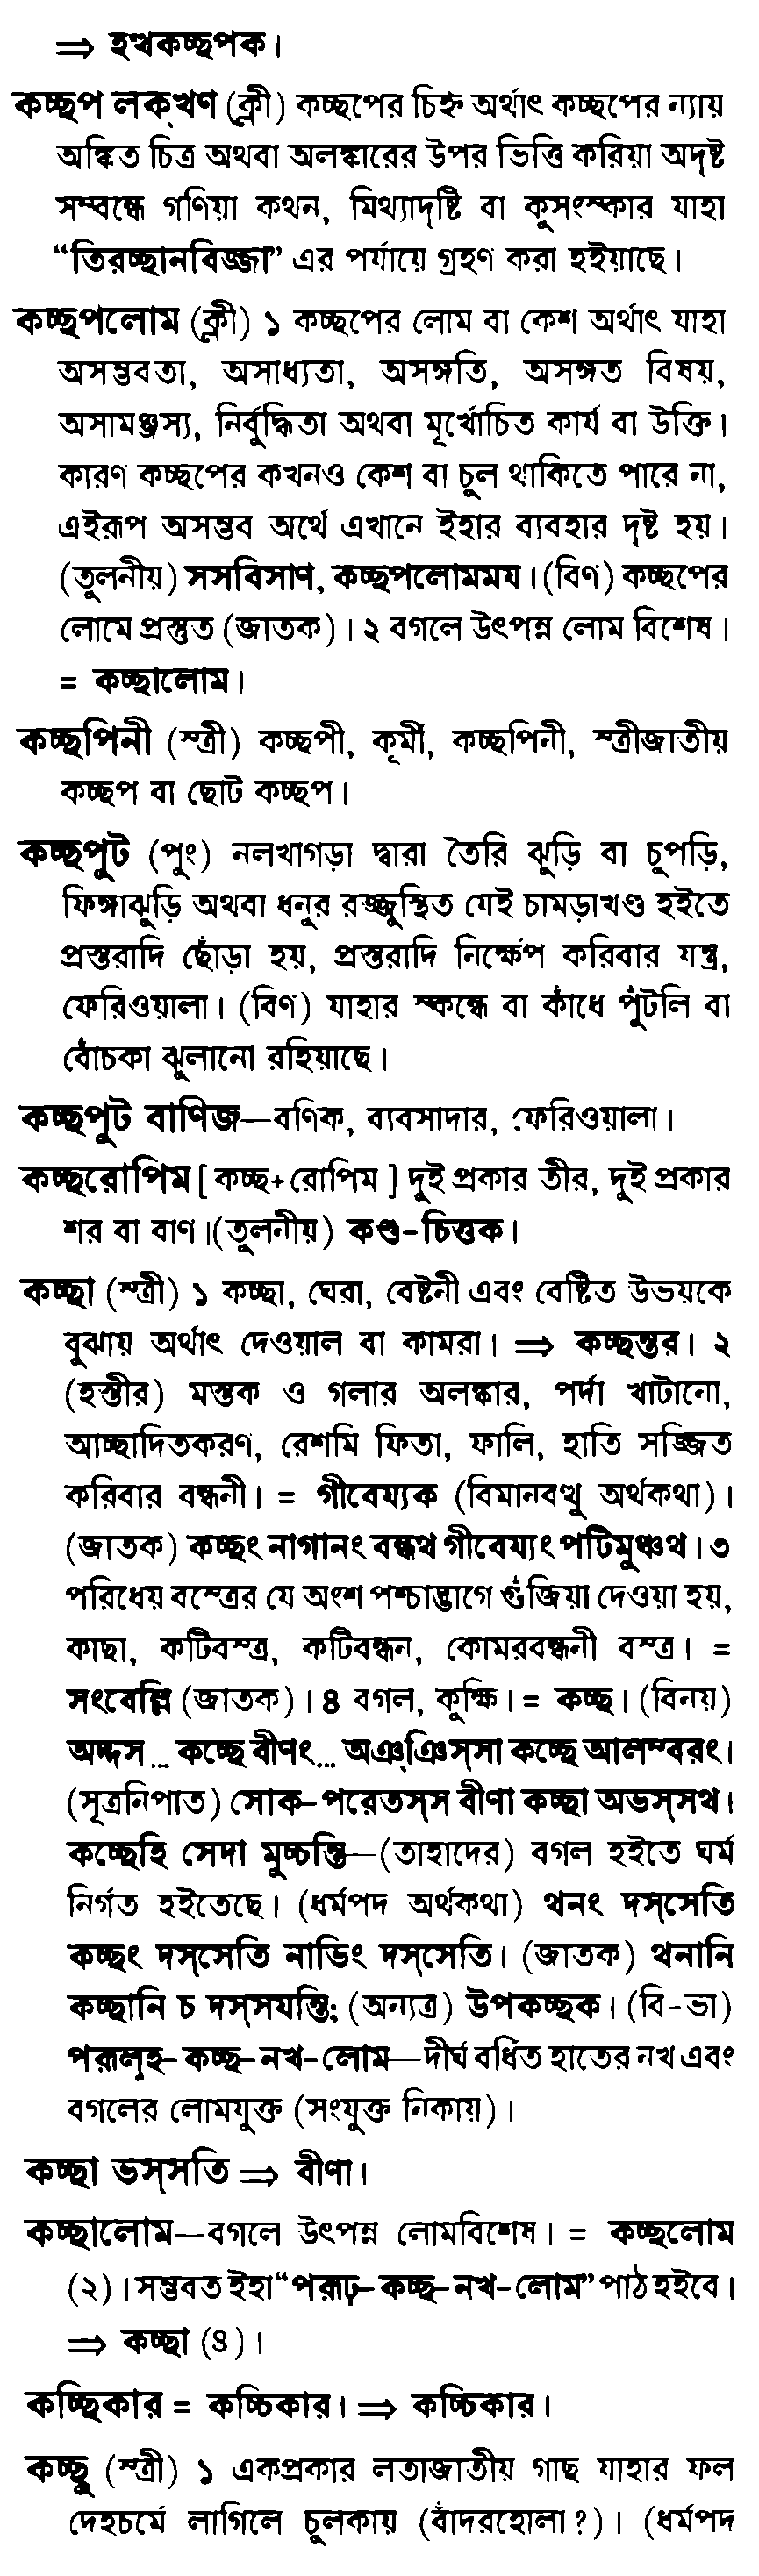 ⇒ হত্থকচ্ছপক।
কচ্ছপ লক্খণ (ক্লী) কচ্ছপের চিহ্ন অর্থাৎ কচ্ছপের ন্যায়
অঙ্কিত চিত্র অথবা অলঙ্কারের উপর ভিত্তি করিয়া অদৃষ্ট
সম্বন্ধে গণিয়া কথন, মিথ্যাদৃষ্টি বা কুসংস্কার যাহা
“তিরচ্ছানবিজ্জা” এর পর্যায়ে গ্রহণ করা হইয়াছে।
কচ্ছপলোম (ক্লী) ১ কচ্ছপের লোম বা কেশ অর্থাৎ যাহা
অসম্ভবতা, অসাধ্যতা, অসঙ্গতি, অসঙ্গত বিষয়,
অসামঞ্জস্য, নির্বুদ্ধিতা অথবা মূর্খোচিত কার্য বা উক্তি।
কারণ কচ্ছপের কখনও কেশ বা চুল থাকিতে পারে না,
এইরূপ অসম্ভব অর্থে এখানে ইহার ব্যবহার দৃষ্ট হয়।
(তুলনীয়) সসবিসাণ, কচ্ছপলোমময। (বিণ) কচ্ছপের
লোমে প্রস্তুত (জাতক)। ২ বগলে উৎপন্ন লোম বিশেষ।
= কচ্ছালোম।
কচ্ছপিনী (স্ত্রী) কচ্ছপী, কূর্মী, কচ্ছপিনী, স্ত্রীজাতীয়
কচ্ছপ বা ছোট কচ্ছপ।
কচ্ছপুট (পুং) নলখাগড়া দ্বারা তৈরি ঝুড়ি বা চুপড়ি,
ফিঙ্গাঝুড়ি অথবা ধনুর রজ্জুস্থিত যেই চামড়াখণ্ড হইতে
প্রস্তরাদি ছোঁড়া হয়, প্রস্তরাদি নিক্ষেপ করিবার যন্ত্র,
ফেরিওয়ালা। (বিণ) যাহার স্কন্ধে বা কাঁধে পুঁটলি বা
বোঁচকা ঝুলানো রহিয়াছে।
কচ্ছপুট বাণিজ—বণিক, ব্যবসাদার, ফেরিওয়ালা।
কচ্ছরোপিম [ কচ্ছ+রোপিম ] দুই প্রকার তীর, দুই প্রকার
শর বা বাণ।(তুলনীয়) কণ্ড-চিত্তক।
কচ্ছা (স্ত্রী) ১ কচ্ছা, ঘেরা, বেষ্টনী এবং বেষ্টিত উভয়কে
বুঝায় অর্থাৎ দেওয়াল বা কামরা। ⇒ কচ্ছন্তর। ২
(হস্তীর) মস্তক ও গলার অলঙ্কার, পর্দা খাটানো,
আচ্ছাদিতকরণ, রেশমি ফিতা, ফালি, হাতি সজ্জিত
করিবার বন্ধনী। = গীবেয্যক (বিমানবত্থু অর্থকথা)।
(জাতক) কচ্ছং নাগানং বন্ধথ গীবেয্যং পটিমুঞ্চথ। ৩
পরিধেয় বস্ত্রের যে অংশ পশ্চাদ্ভাগে গুঁজিয়া দেওয়া হয়,
কাছা, কটিবস্ত্র, কটিবন্ধন, কোমরবন্ধনী বস্ত্র। =
সংবেল্লি (জাতক)। ৪ বগল, কুক্ষি। = কচ্ছ। (বিনয়)
অদ্দস ... কচ্ছে বীণং ... অঞ্ঞিস্সা কচ্ছে আলম্বরং।
(সূত্রনিপাত) সোক-পরেতস্স বীণা কচ্ছা অভস্সথ।
কচ্ছেহি সেদা মুচ্চন্তি—(তাহাদের) বগল হইতে ঘর্ম
নির্গত হইতেছে। (ধর্মপদ অর্থকথা) থনং দস্সেতি
কচ্ছং দস্সেতি নাভিং দস্সেতি। (জাতক) থনানি
কচ্ছানি চ দস্সযন্তি; (অন্যত্র) উপকচ্ছক। (বি-ভা)
পরূল্হ-কচ্ছ-নখ-লোম—দীর্ঘ বর্ধিত হাতের নখ এবং
বগলের লোমযুক্ত (সংযুক্ত নিকায়)।
কচ্ছা ভস্সতি ⇒ বীণা।
কচ্ছালোম—বগলে উৎপন্ন লোমবিশেষ। = কচ্ছলোম
(২)। সম্ভবত ইহা “পরূঢ়-কচ্ছ-নখ-লোম” পাঠ হইবে।
⇒ কচ্ছা (৪)।
কচ্ছিকার = কচ্চিকার। ⇒ কচ্চিকার।
কচ্ছু (স্ত্রী) ১ একপ্রকার লতাজাতীয় গাছ যাহার ফল
দেহচর্মে লাগিলে চুলকায় (বাঁদরহোলা?)। (ধর্মপদ